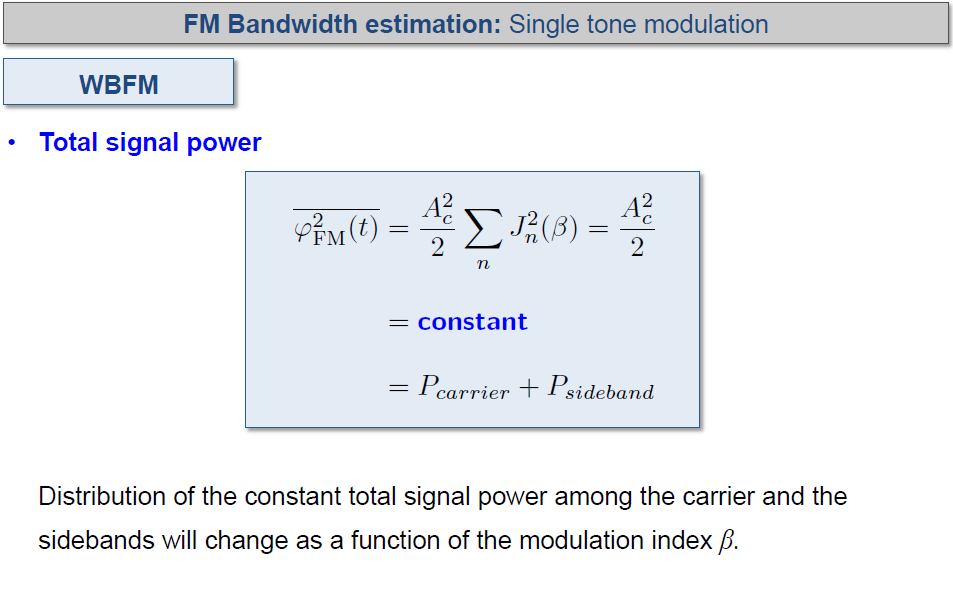 FM Bandwidth estimation: Single tone modulation
WBFM
• Total signal power
$\overline{\varphi_{\mathrm{FM}}^2(t)} = \frac{A_c^2}{2} \sum_n J_n^2(\beta) = \frac{A_c^2}{2}$
= constant
$= P_{carrier} + P_{sideband}$
Distribution of the constant total signal power among the carrier and the
sidebands will change as a function of the modulation index β.